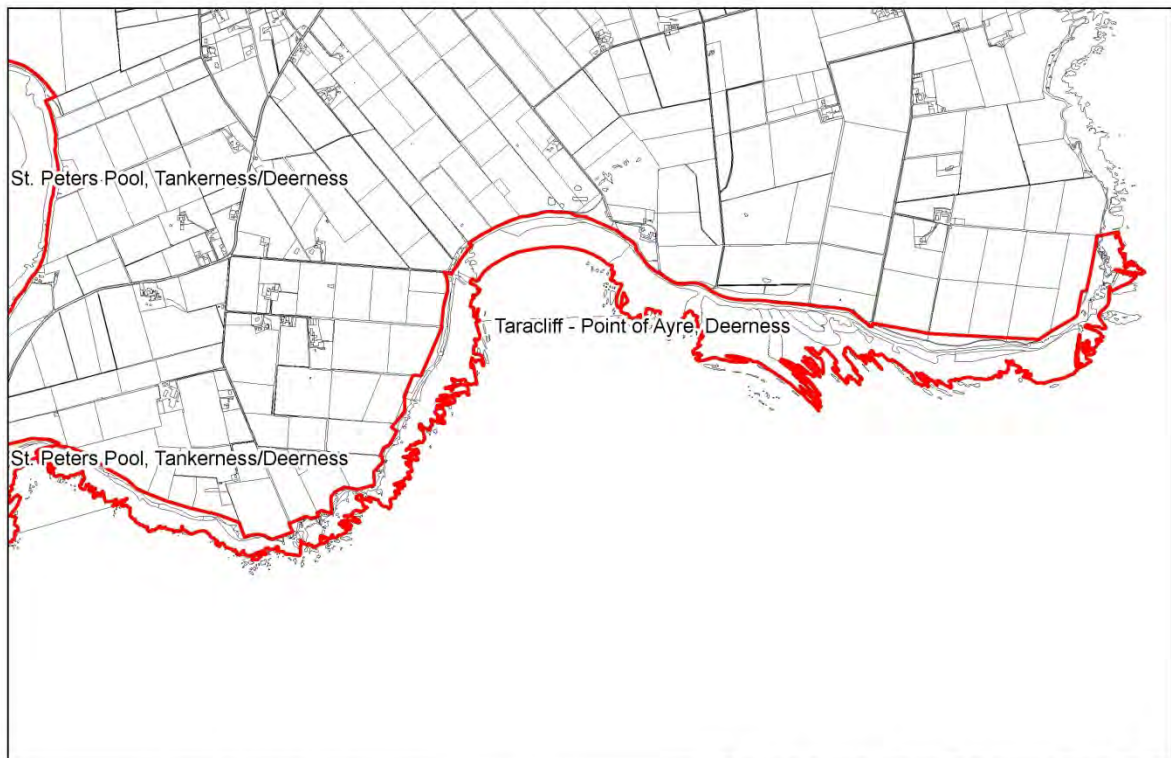 St. Peters Pool, Tankerness/Deerness
Taracliff - Point of Ayre, Deerness
St. Peters Pool, Tankerness/Deerness